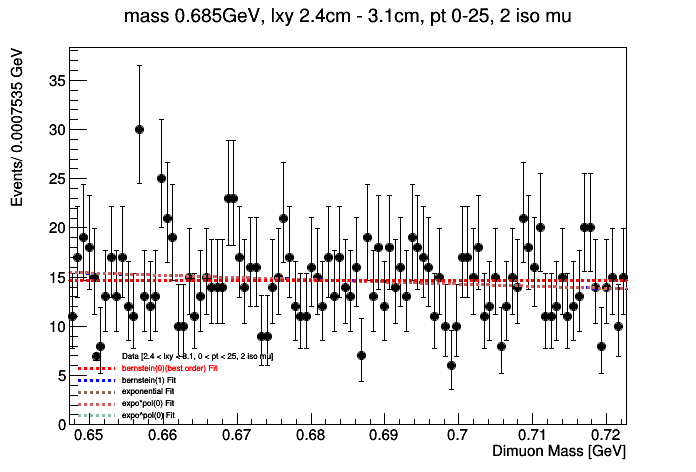 mass 0.685GeV, lxy 2.4cm - 3.1cm, pt 0-25, 2 iso mu
Events/ 0.0007535 GeV
35
30
25
20
15
10
5
0
Data [2.4 < lxy < 3.1, 0 < pt < 25, 2 iso mu]
bernstein(0)(best order) Fit
bernstein(1) Fit
exponential Fit
expo*pol(0) Fit
expo*pol(0) Fit
0.65 0.66 0.67 0.68 0.69 0.7 0.71 0.72
Dimuon Mass [GeV]